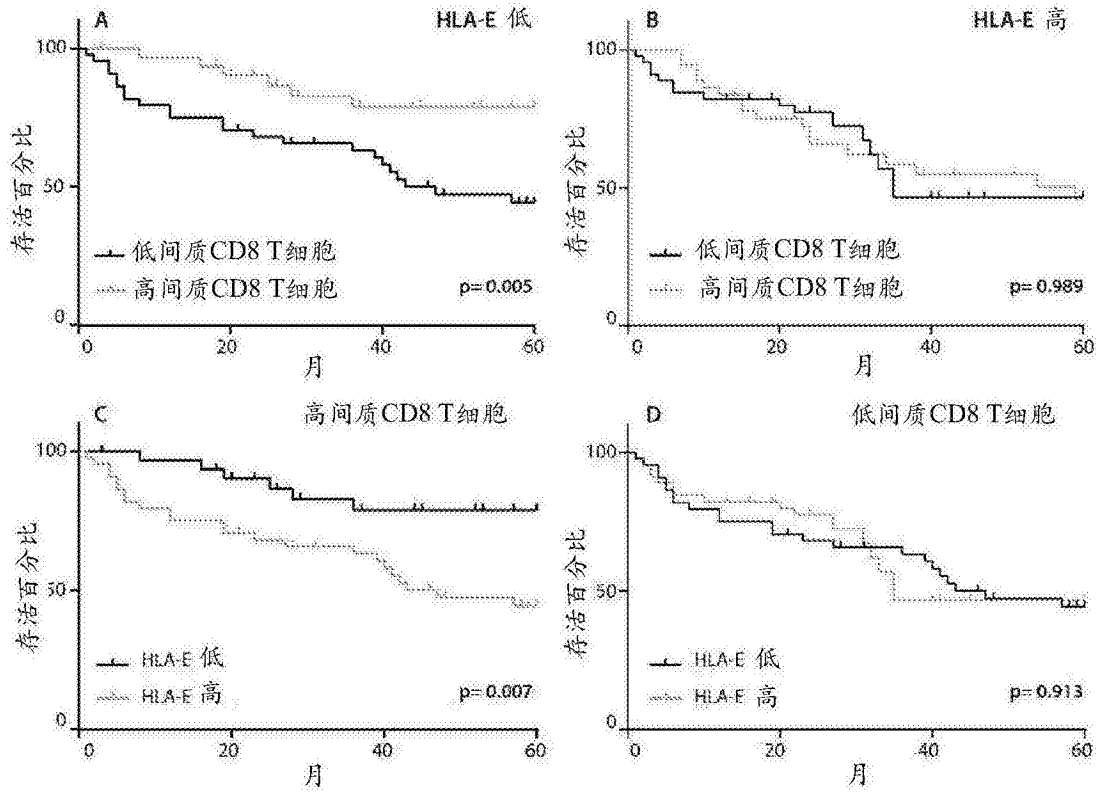 A
HLA-E 低
100
50
0
存活百分比
低间质CD8 T细胞
高间质CD8 T细胞
p= 0.005
0
20
40
60
月
B
HLA-E 高
100
50
0
存活百分比
低间质CD8 T细胞
高间质CD8 T细胞
p= 0.989
0
20
40
60
月
C
高间质CD8 T细胞
100
50
0
存活百分比
HLA-E 低
HLA-E 高
p= 0.007
0
20
40
60
月
D
低间质CD8 T细胞
100
50
0
存活百分比
HLA-E 低
HLA-E 高
p= 0.913
0
20
40
60
月